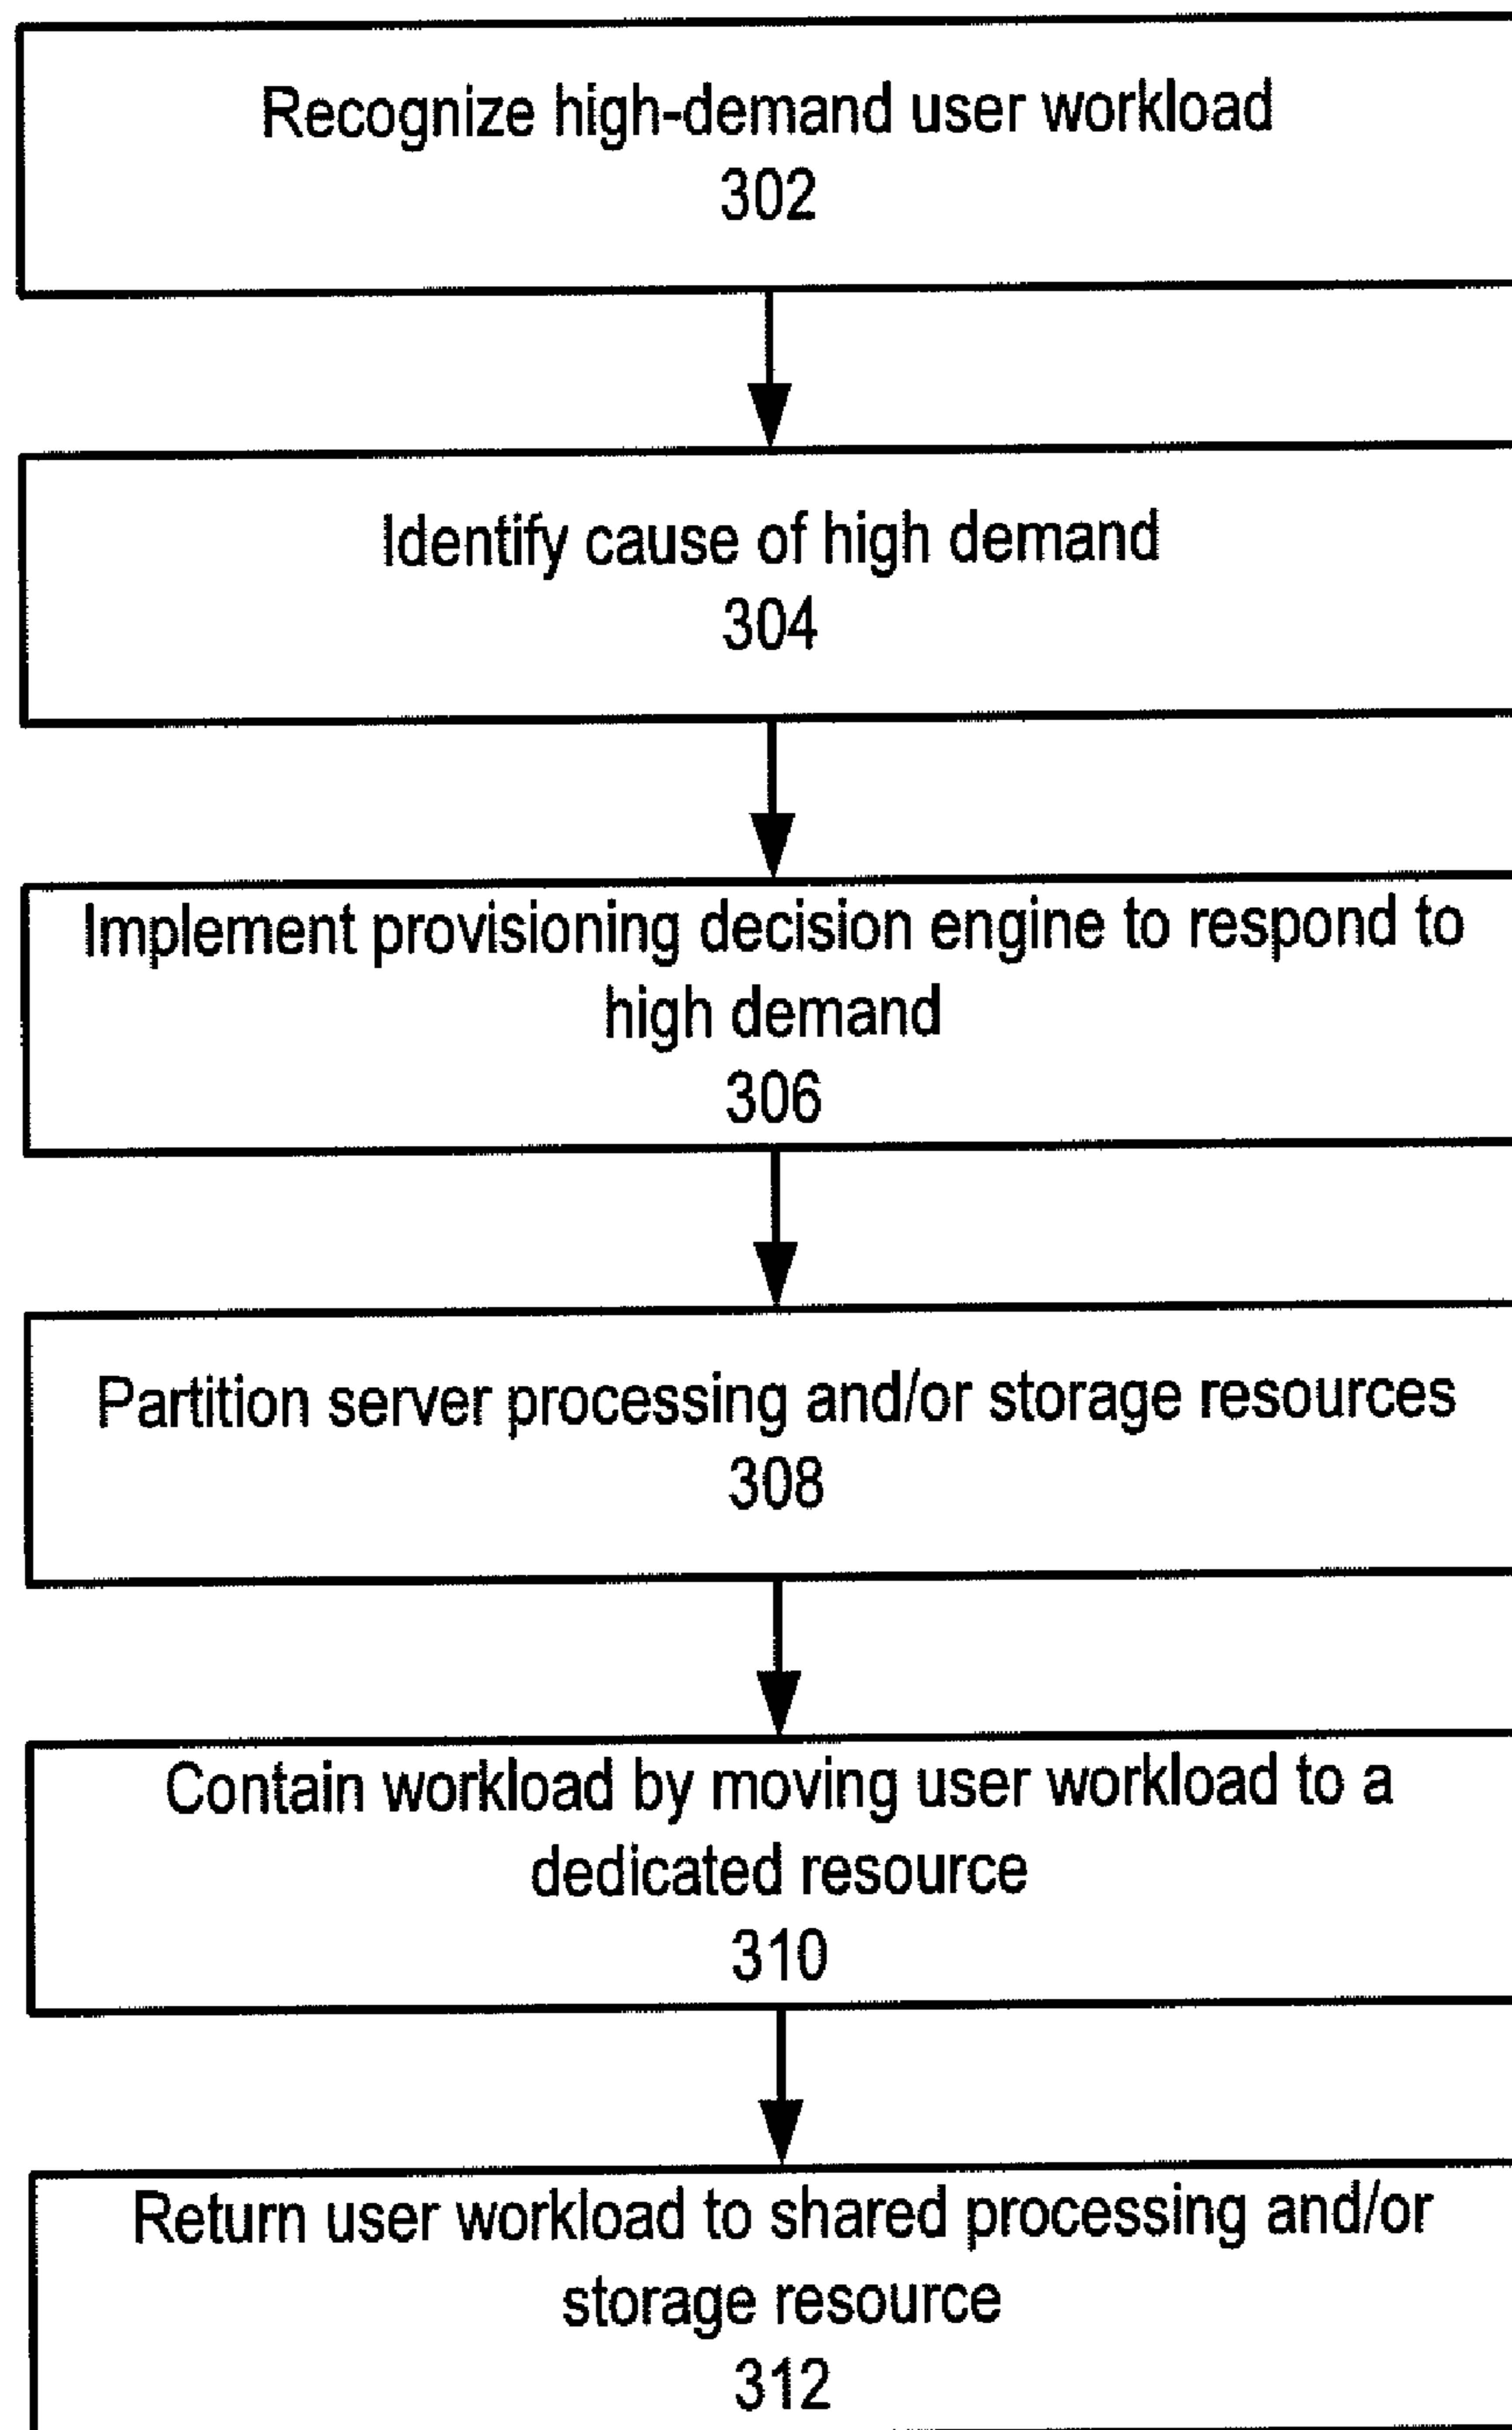 Recognize high-demand user workload
302
Identify cause of high demand
304
Implement provisioning decision engine to respond to
high demand
306
Partition server processing and/or storage resources
308
Contain workload by moving user workload to a
dedicated resource
310
Return user workload to shared processing and/or
storage resource
312